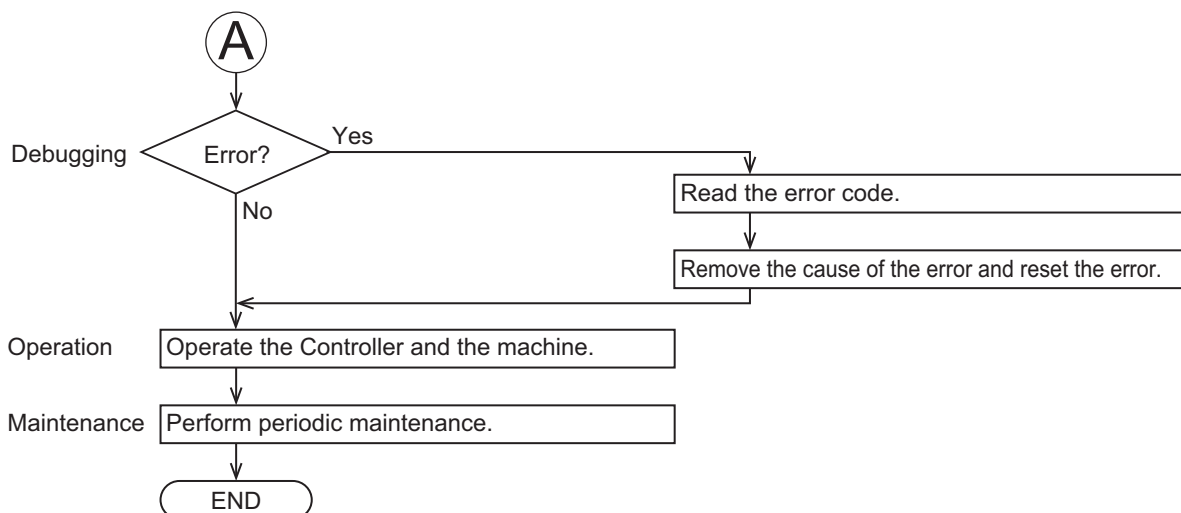 A
Debugging
Error?
Yes
Read the error code.
No
Remove the cause of the error and reset the error.
Operation
Operate the Controller and the machine.
Maintenance
Perform periodic maintenance.
END